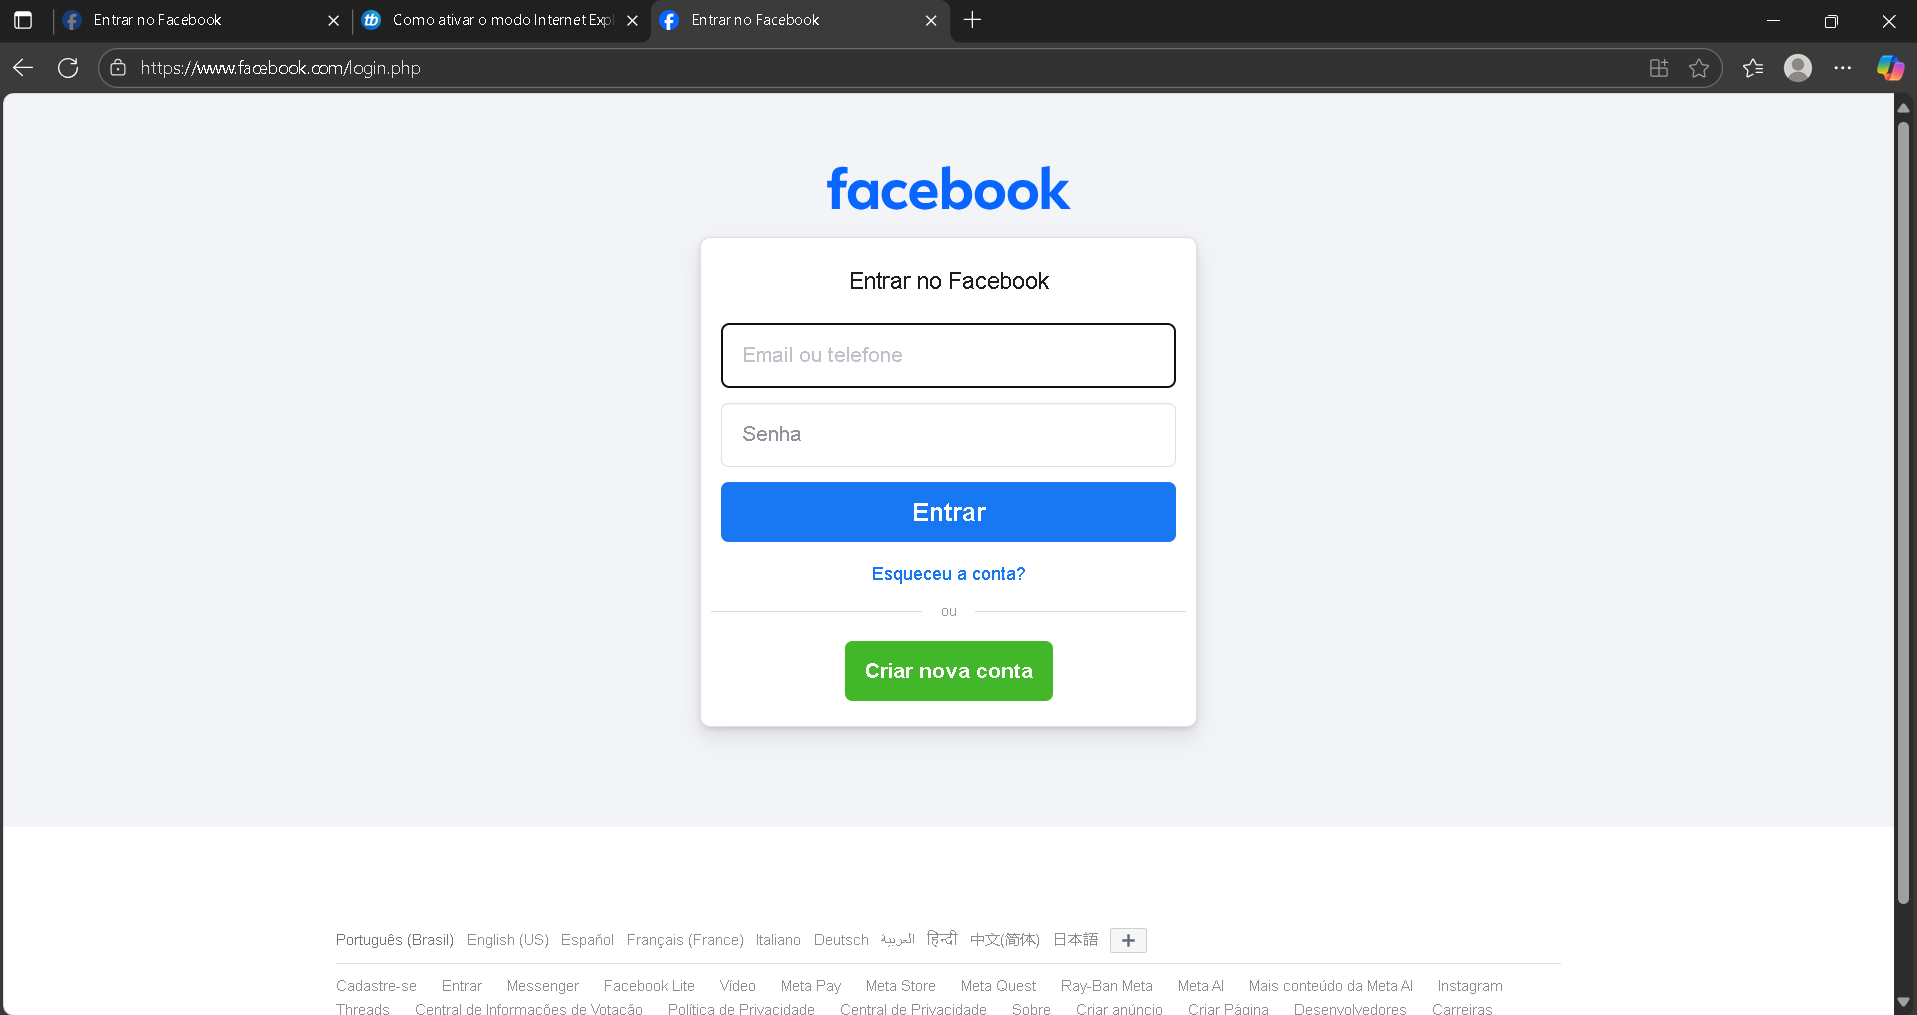 Entrar no Facebook
Como ativar o modo Internet Expl
Entrar no Facebook
https://www.facebook.com/login.php
facebook
Entrar no Facebook
Email ou telefone
Senha
Entrar
Esqueceu a conta?
ou
Criar nova conta
Português (Brasil) English (US) Español Français (France) Italiano Deutsch العربية हिन्दी 中文(简体) 日本語
Cadastre-se Entrar Messenger Facebook Lite Vídeo Meta Pay Meta Store Meta Quest Ray-Ban Meta Meta AI Mais conteúdo da Meta AI Instagram
Threads Central de Informações de Votação Política de Privacidade Central de Privacidade Sobre Criar anúncio Criar Página Desenvolvedores Carreiras